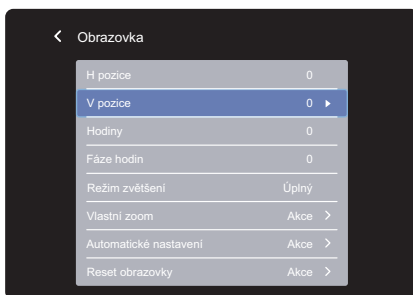 Obrazovka
H pozice 0
V pozice 0
Hodiny 0
Fáze hodin 0
Režim zvětšení Úplný
Vlastní zoom Akce
Automatické nastavení Akce
Reset obrazovky Akce